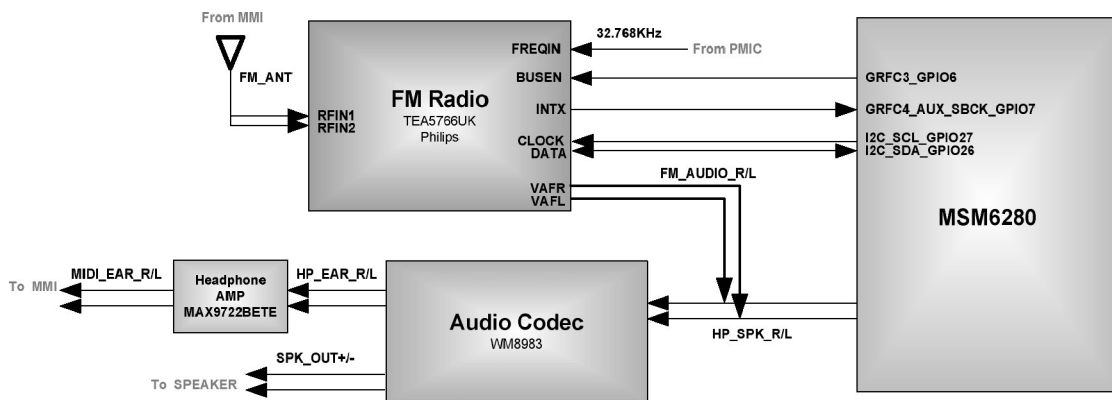 From MMI
FM_ANT
RFIN1
RFIN2
FM Radio
TEA5766UK
Philips
FREQIN
BUSEN
INTX
CLOCK
DATA
VAFR
VAFL
32.768KHz
From PMIC
GRFC3_GPIO6
GRFC4_AUX_SBCK_GPIO7
I2C_SCL_GPIO27
I2C_SDA_GPIO26
FM_AUDIO_R/L
MSM6280
To MMI
MIDI_EAR_R/L
Headphone
AMP
MAX9722BETE
HP_EAR_R/L
Audio Codec
WM8983
HP_SPK_R/L
SPK_OUT+/-
To SPEAKER